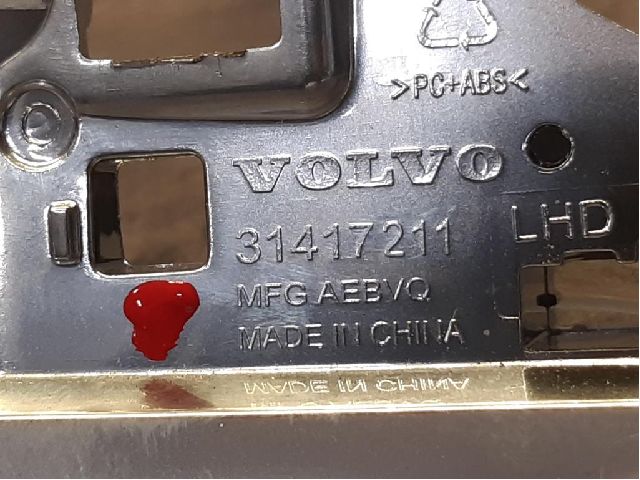 >PC+ABS<
VOLVO
31417211
LHD
MFG AEBVQ
MADE IN CHINA